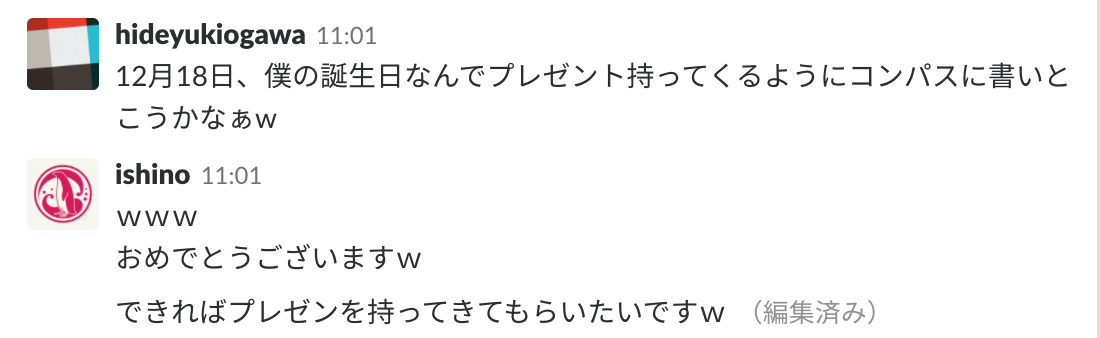 hideyukiogawa 11:01
12月18日、僕の誕生日なんでプレゼント持ってくるようにコンパスに書いと
こうかなぁw
ishino 11:01
ｗｗｗ
おめでとうございますｗ
できればプレゼンを持ってきてもらいたいですｗ （編集済み）